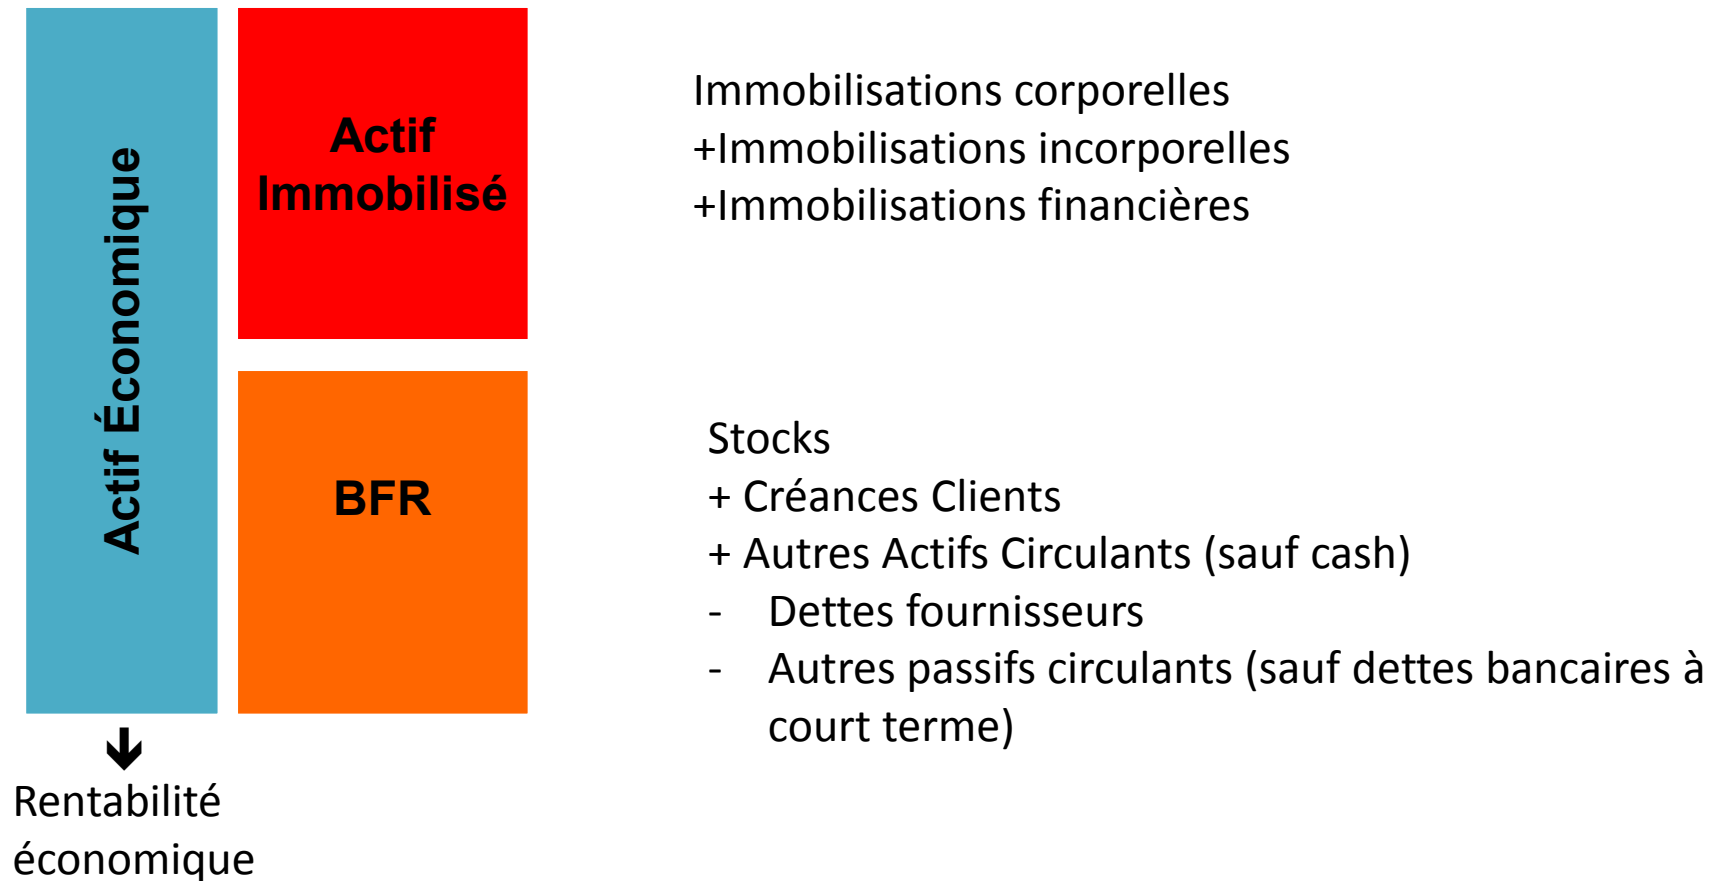 Actif Économique
Actif
Immobilisé
Immobilisations corporelles
+Immobilisations incorporelles
+Immobilisations financières
BFR
Stocks
+ Créances Clients
+ Autres Actifs Circulants (sauf cash)
- Dettes fournisseurs
- Autres passifs circulants (sauf dettes bancaires à
court terme)
Rentabilité
économique